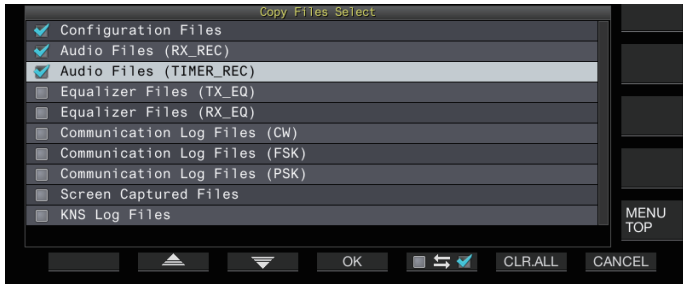 Copy Files Select
Configuration Files
Audio Files (RX_REC)
Audio Files (TIMER_REC)
Equalizer Files (TX_EQ)
Equalizer Files (RX_EQ)
Communication Log Files (CW)
Communication Log Files (FSK)
Communication Log Files (PSK)
Screen Captured Files
KNS Log Files
MENU
TOP
OK
CLR.ALL
CANCEL